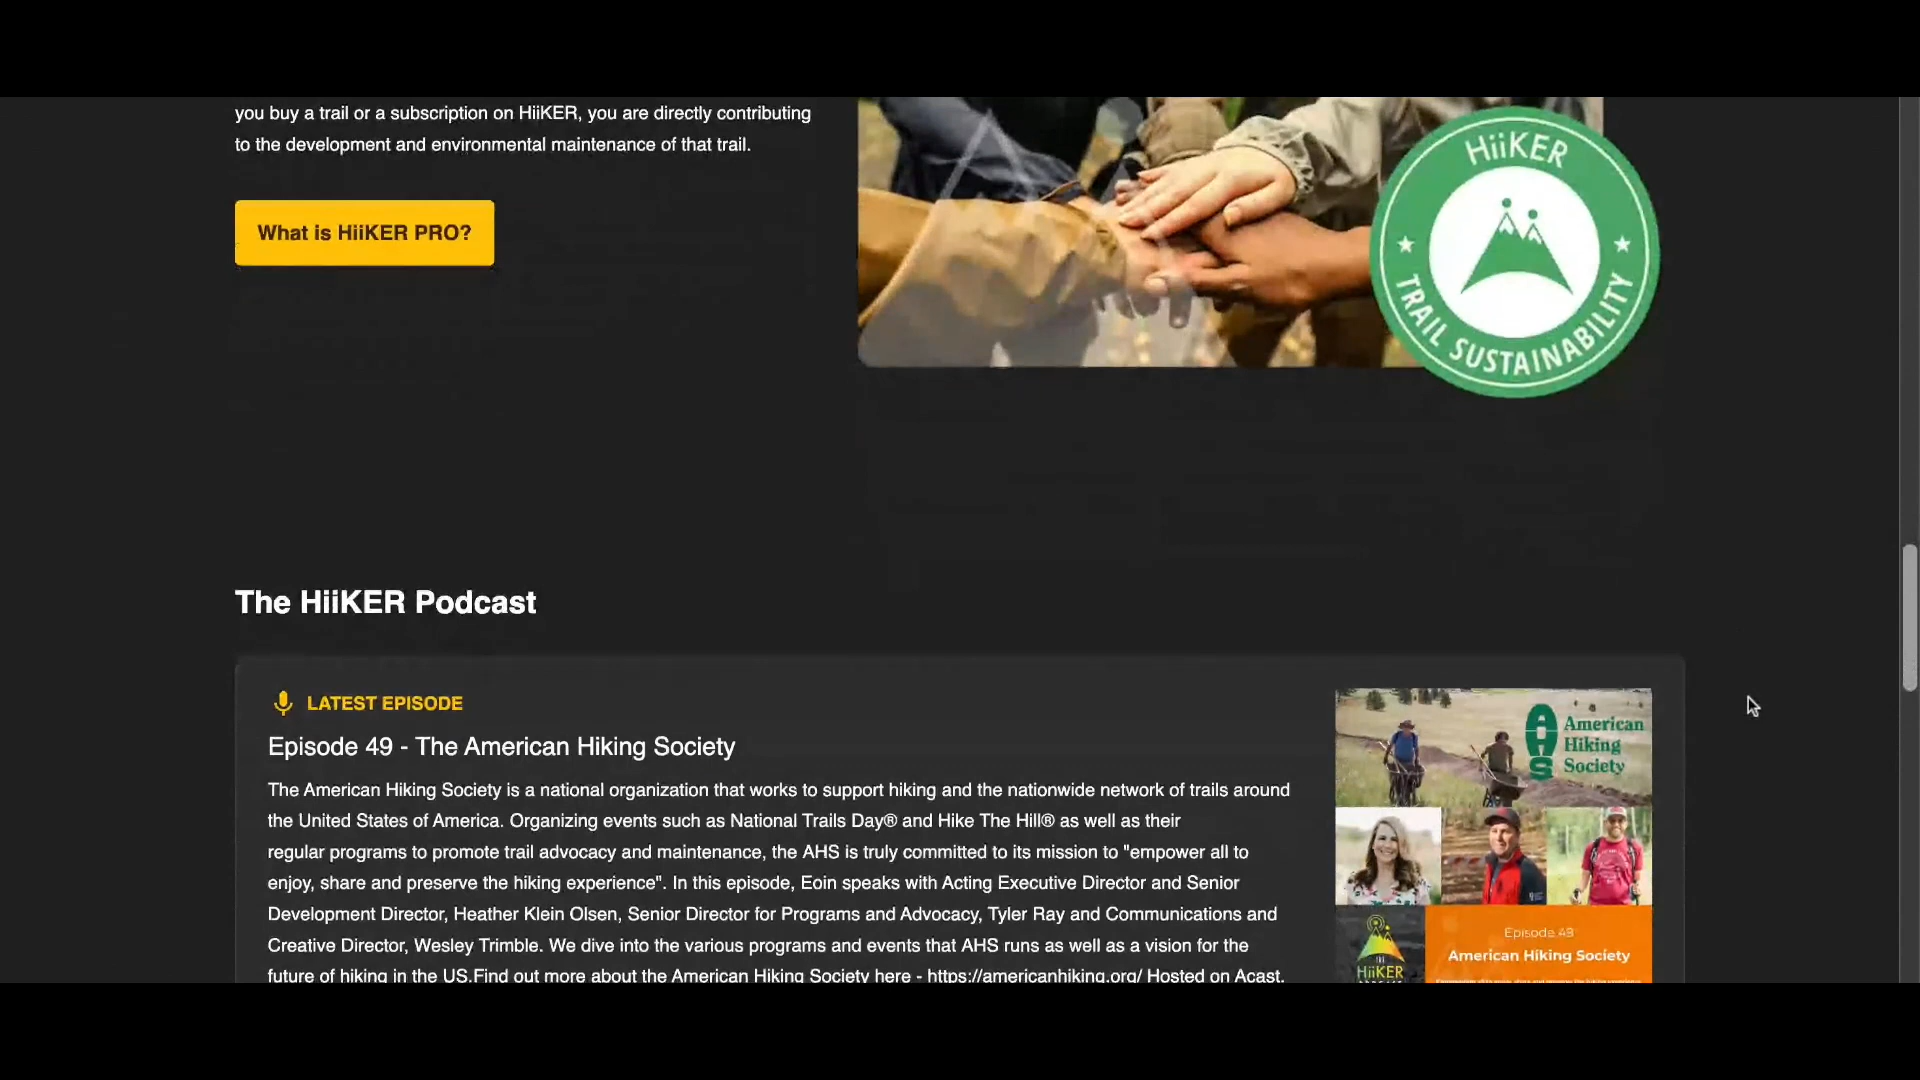 you buy a trail or a subscription on HiiKER, you are directly contributing
to the development and environmental maintenance of that trail.
What is HiiKER PRO?
HiiKER
TRAIL SUSTAINABILITY
The HiiKER Podcast
LATEST EPISODE
Episode 49 - The American Hiking Society
The American Hiking Society is a national organization that works to support hiking and the nationwide network of trails around
the United States of America. Organizing events such as National Trails Day® and Hike The Hill® as well as their
regular programs to promote trail advocacy and maintenance, the AHS is truly committed to its mission to "empower all to
enjoy, share and preserve the hiking experience". In this episode, Eoin speaks with Acting Executive Director and Senior
Development Director, Heather Klein Olsen, Senior Director for Programs and Advocacy, Tyler Ray and Communications and
Creative Director, Wesley Trimble. We dive into the various programs and events that AHS runs as well as a vision for the
future of hiking in the US.Find out more about the American Hiking Society here - https://americanhiking.org/ Hosted on Acast.
AHS
American
Hiking
Society
THE
HiiKER
Episode 49
American Hiking Society